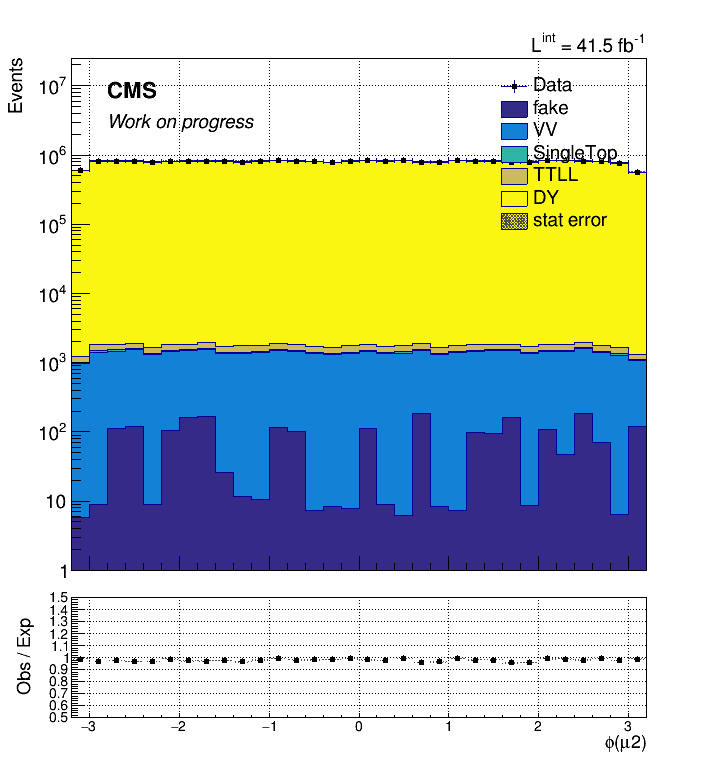 L^int = 41.5 fb^-1
Events
CMS
Work on progress
Data
fake
VV
SingleTop
TTLL
DY
stat error
10^7
10^6
10^5
10^4
10^3
10^2
10
1
Obs / Exp
1.5
1.4
1.3
1.2
1.1
1
0.9
0.8
0.7
0.6
0.5
−3 −2 −1 0 1 2 3
ϕ(μ2)